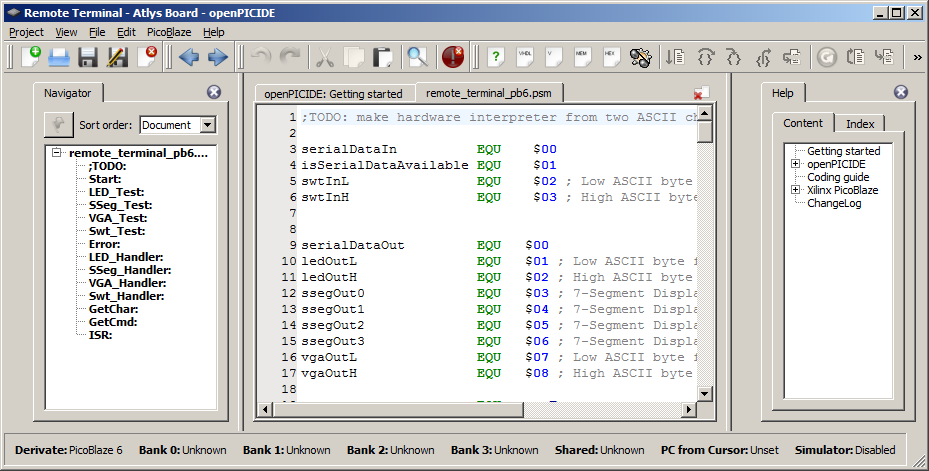 Remote Terminal - Atlys Board - openPICIDE
Project View File Edit PicoBlaze Help
? VHDL V MEM HEX »
Navigator
Sort order: Document
remote_terminal_pb6....
;TODO:
Start:
LED_Test:
SSeg_Test:
VGA_Test:
Swt_Test:
Error:
LED_Handler:
SSeg_Handler:
VGA_Handler:
Swt_Handler:
GetChar:
GetCmd:
ISR:
openPICIDE: Getting started remote_terminal_pb6.psm
1 ;TODO: make hardware interpreter from two ASCII ch
2
3 serialDataIn EQU $00
4 isSerialDataAvailable EQU $01
5 swtInL EQU $02 ; Low ASCII byte
6 swtInH EQU $03 ; High ASCII byte
7
8
9 serialDataOut EQU $00
10 ledOutL EQU $01 ; Low ASCII byte f
11 ledOutH EQU $02 ; High ASCII byte
12 ssegOut0 EQU $03 ; 7-Segment Displa
13 ssegOut1 EQU $04 ; 7-Segment Displa
14 ssegOut2 EQU $05 ; 7-Segment Displa
15 ssegOut3 EQU $06 ; 7-Segment Displa
16 vgaOutL EQU $07 ; Low ASCII byte f
17 vgaOutH EQU $08 ; High ASCII byte
18
Help
Content Index
Getting started
openPICIDE
Coding guide
Xilinx PicoBlaze
ChangeLog
Derivate: PicoBlaze 6 Bank 0: Unknown Bank 1: Unknown Bank 2: Unknown Bank 3: Unknown Shared: Unknown PC from Cursor: Unset Simulator: Disabled